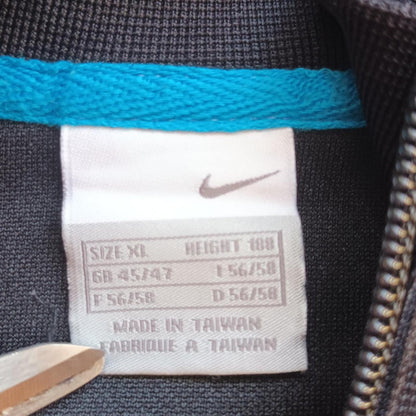 SIZE XL HEIGHT 188
GB 45/47 I 56/58
F 56/58 D 56/58
MADE IN TAIWAN
FABRIQUE A TAIWAN